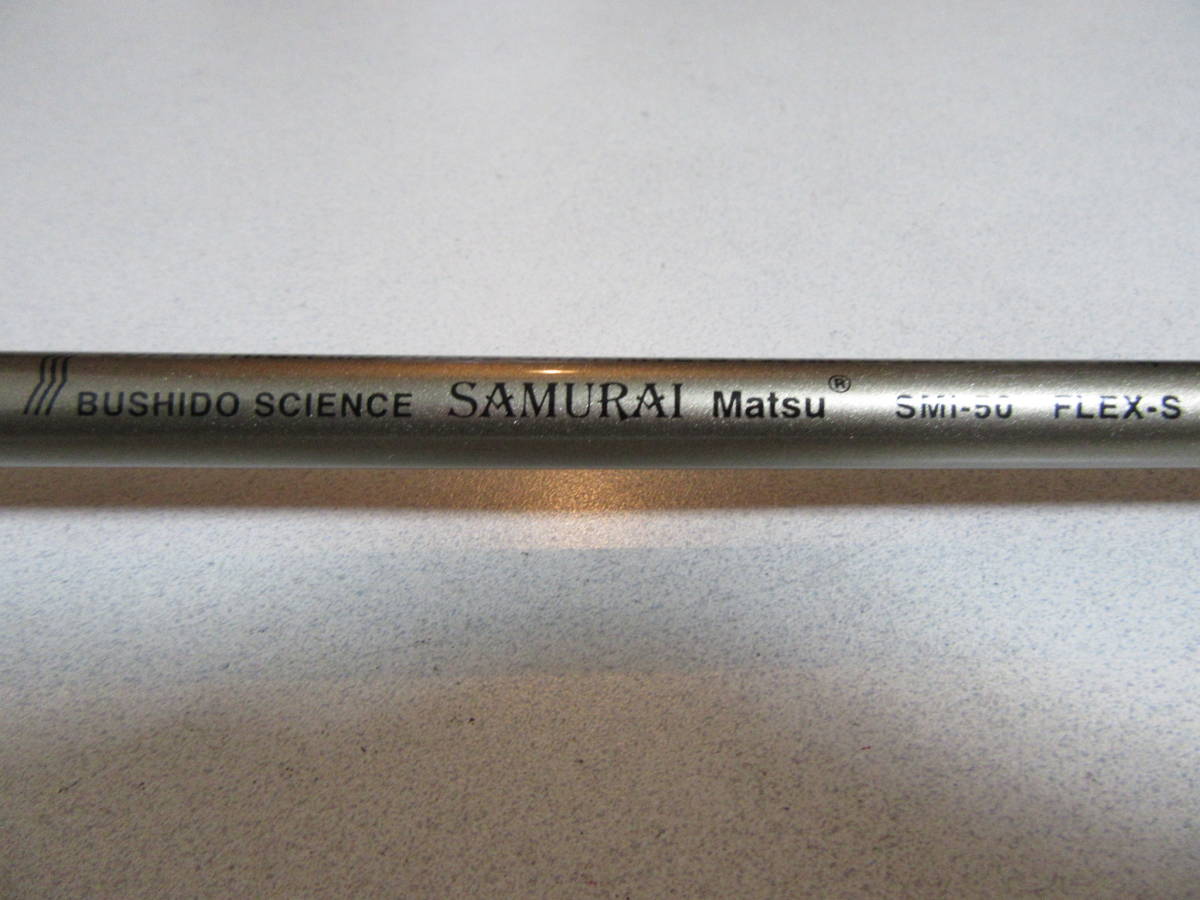 BUSHIDO SCIENCE SAMURAI Matsu® SMI-50 FLEX-S